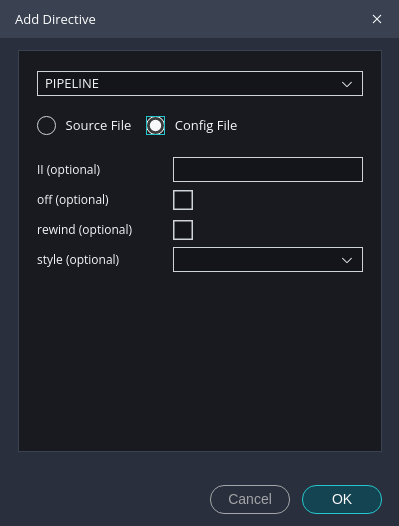 Add Directive
PIPELINE
Source File Config File
II (optional)
off (optional)
rewind (optional)
style (optional)
Cancel OK